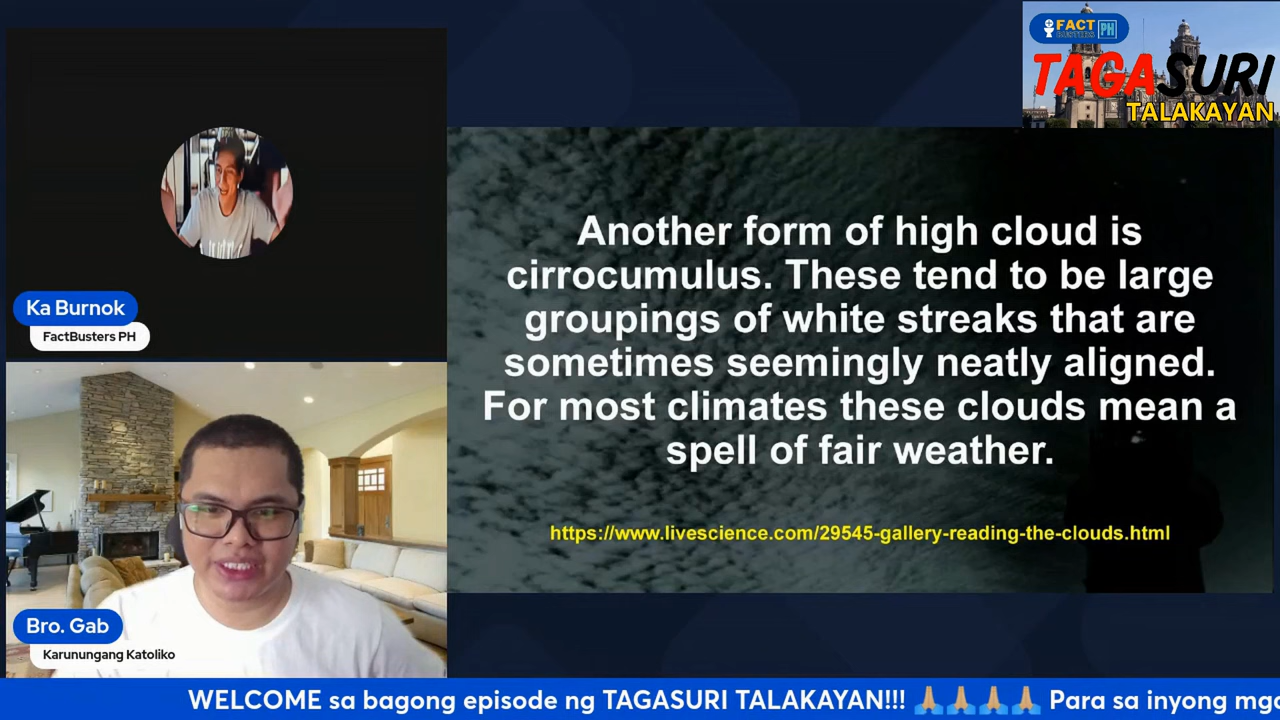 FACT
BUSTERS PH
TAGASURI
TALAKAYAN
Another form of high cloud is
cirrocumulus. These tend to be large
groupings of white streaks that are
sometimes seemingly neatly aligned.
For most climates these clouds mean a
spell of fair weather.
https://www.livescience.com/29545-gallery-reading-the-clouds.html
Ka Burnok
FactBusters PH
Bro. Gab
Karunungang Katoliko
WELCOME sa bagong episode ng TAGASURI TALAKAYAN!!! 🙏🙏🙏🙏 Para sa inyong mga